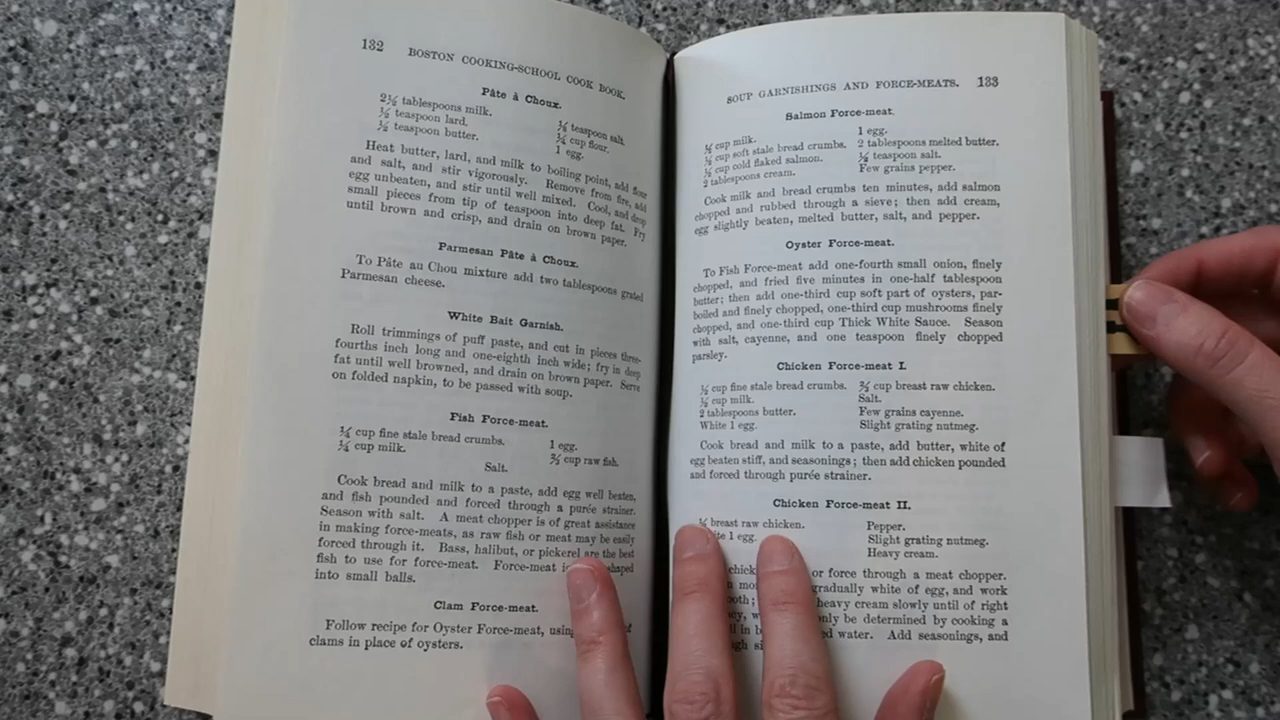 132 BOSTON COOKING-SCHOOL COOK BOOK.
Pâte à Choux.
2½ tablespoons milk.
½ teaspoon lard.
½ teaspoon butter.
⅛ teaspoon salt.
¼ cup flour.
1 egg.
Heat butter, lard, and milk to boiling point, add flour
and salt, and stir vigorously. Remove from fire, add
egg unbeaten, and stir until well mixed. Cool, and drop
small pieces from tip of teaspoon into deep fat. Fry
until brown and crisp, and drain on brown paper.
Parmesan Pâte à Choux.
To Pâte au Chou mixture add two tablespoons grated
Parmesan cheese.
White Bait Garnish.
Roll trimmings of puff paste, and cut in pieces three-
fourths inch long and one-eighth inch wide; fry in deep
fat until well browned, and drain on brown paper. Serve
on folded napkin, to be passed with soup.
Fish Force-meat.
¼ cup fine stale bread crumbs.
¼ cup milk.
1 egg.
⅔ cup raw fish.
Salt.
Cook bread and milk to a paste, add egg well beaten,
and fish pounded and forced through a purée strainer.
Season with salt. A meat chopper is of great assistance
in making force-meats, as raw fish or meat may be easily
forced through it. Bass, halibut, or pickerel are the best
fish to use for force-meat. Force-meat is shaped
into small balls.
Clam Force-meat.
Follow recipe for Oyster Force-meat, using of
clams in place of oysters.
SOUP GARNISHINGS AND FORCE-MEATS. 133
Salmon Force-meat.
cup milk.
cup soft stale bread crumbs.
cup cold flaked salmon.
2 tablespoons cream.
1 egg.
2 tablespoons melted butter.
teaspoon salt.
Few grains pepper.
Cook milk and bread crumbs ten minutes, add salmon
chopped and rubbed through a sieve; then add cream,
egg slightly beaten, melted butter, salt, and pepper.
Oyster Force-meat.
To Fish Force-meat add one-fourth small onion, finely
chopped, and fried five minutes in one-half tablespoon
butter; then add one-third cup soft part of oysters, par-
boiled and finely chopped, one-third cup mushrooms finely
chopped, and one-third cup Thick White Sauce. Season
with salt, cayenne, and one teaspoon finely chopped
parsley.
Chicken Force-meat I.
½ cup fine stale bread crumbs.
½ cup milk.
2 tablespoons butter.
White 1 egg.
⅔ cup breast raw chicken.
Salt.
Few grains cayenne.
Slight grating nutmeg.
Cook bread and milk to a paste, add butter, white of
egg beaten stiff, and seasonings; then add chicken pounded
and forced through purée strainer.
Chicken Force-meat II.
½ breast raw chicken.
1 egg.
Pepper.
Slight grating nutmeg.
Heavy cream.
or force through a meat chopper.
gradually white of egg, and work
heavy cream slowly until of right
only be determined by cooking a
in water. Add seasonings, and